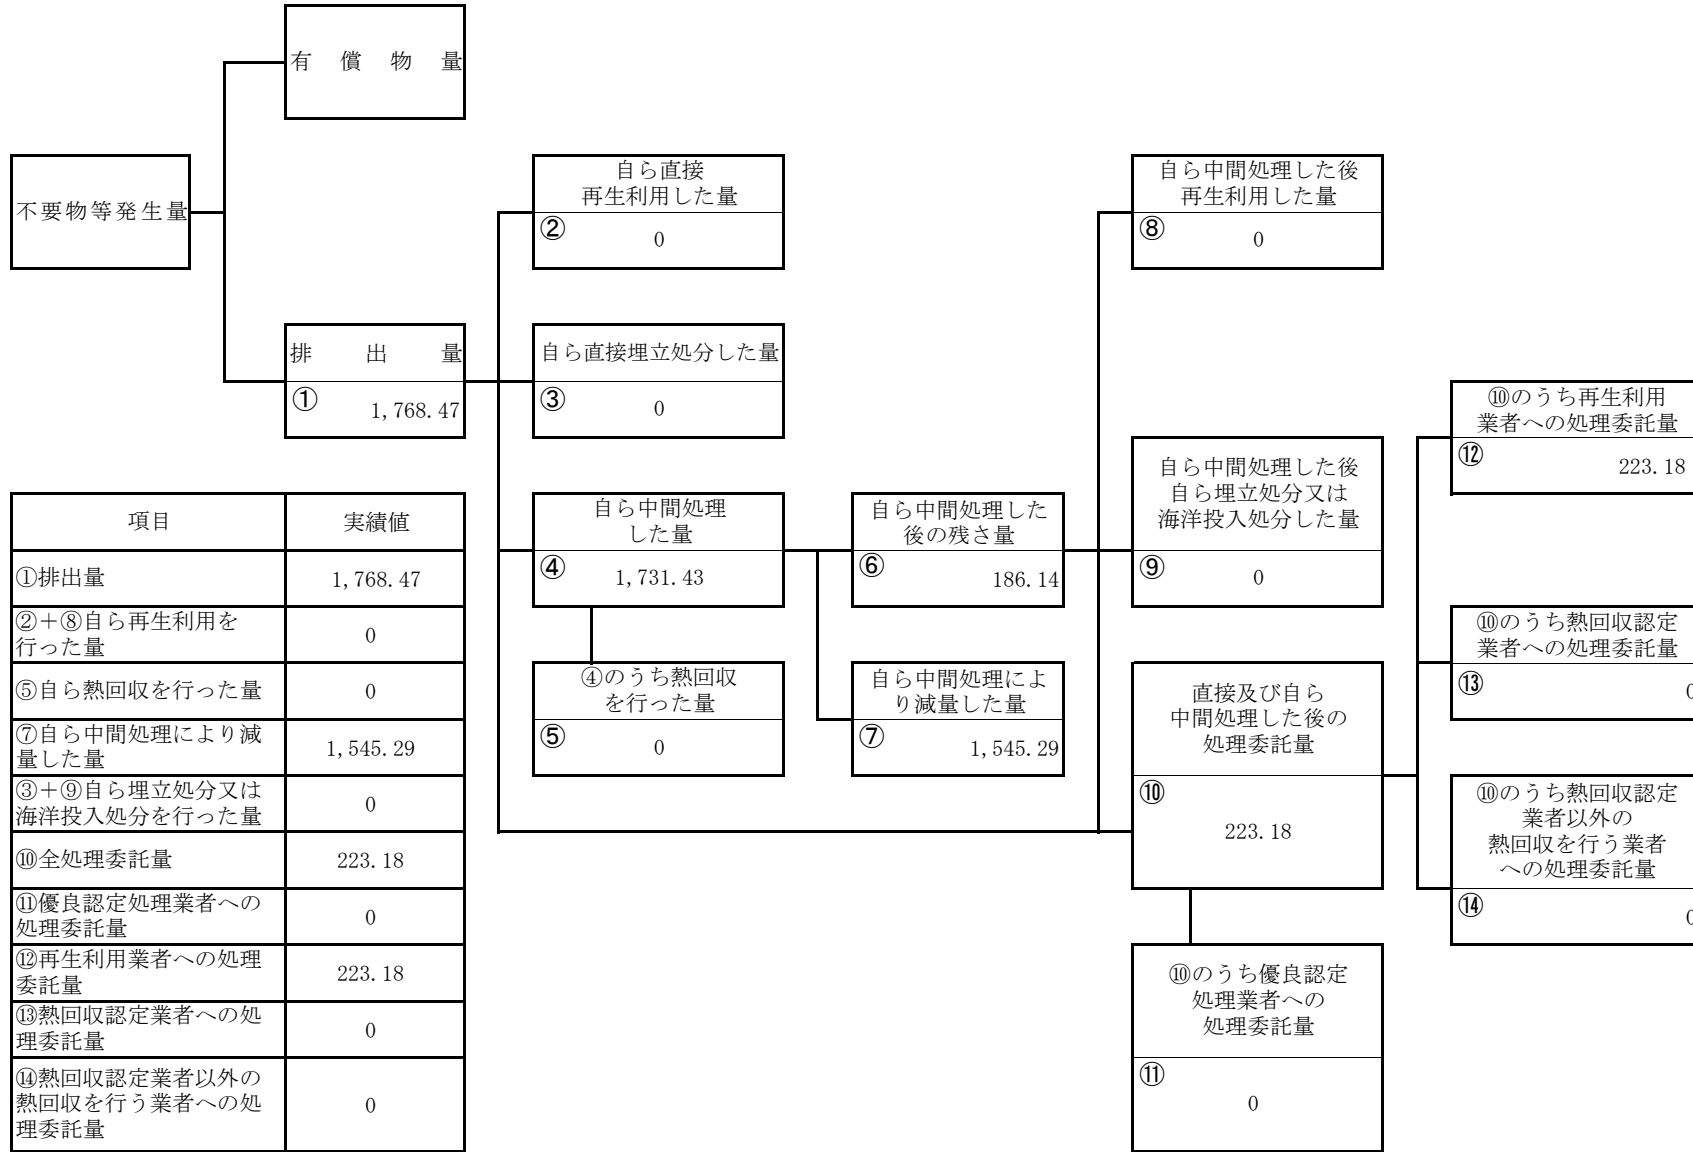 有償物量
不要物等発生量
排出量
① 1,768.47
自ら直接
再生利用した量
② 0
自ら直接埋立処分した量
③ 0
自ら中間処理
した量
④ 1,731.43
④のうち熱回収
を行った量
⑤ 0
自ら中間処理した
後の残さ量
⑥ 186.14
自ら中間処理によ
り減量した量
⑦ 1,545.29
自ら中間処理した後
再生利用した量
⑧ 0
自ら中間処理した後
自ら埋立処分又は
海洋投入処分した量
⑨ 0
直接及び自ら
中間処理した後の
処理委託量
⑩
223.18
⑩のうち優良認定
処理業者への
処理委託量
⑪
0
⑩のうち再生利用
業者への処理委託量
⑫ 223.18
⑩のうち熱回収認定
業者への処理委託量
⑬ 0
⑩のうち熱回収認定
業者以外の
熱回収を行う業者
への処理委託量
⑭ 0
項目 実績値
①排出量 1,768.47
②+⑧自ら再生利用を
行った量 0
⑤自ら熱回収を行った量 0
⑦自ら中間処理により減
量した量 1,545.29
③+⑨自ら埋立処分又は
海洋投入処分を行った量 0
⑩全処理委託量 223.18
⑪優良認定処理業者への
処理委託量 0
⑫再生利用業者への処理
委託量 223.18
⑬熱回収認定業者への処
理委託量 0
⑭熱回収認定業者以外の
熱回収を行う業者への処
理委託量 0